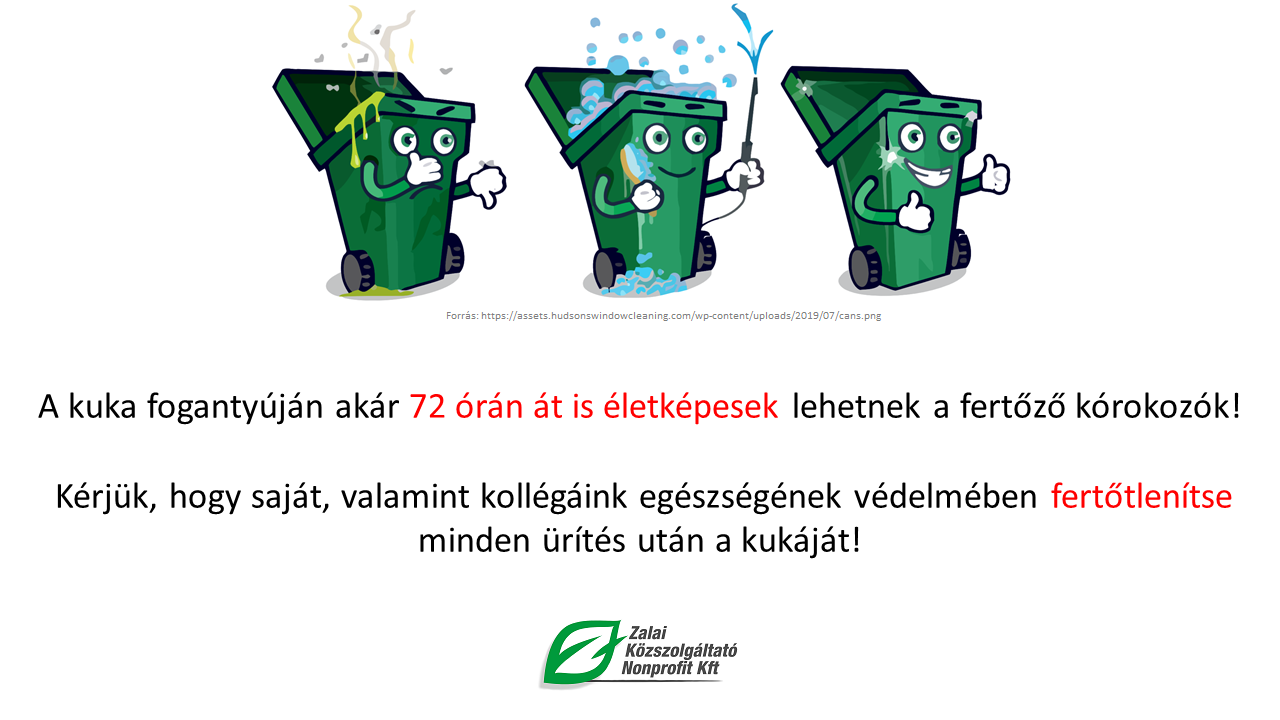 Forrás: https://assets.hudsonswindowcleaning.com/wp-content/uploads/2019/07/cans.png
A kuka fogantyúján akár 72 órán át is életképesek lehetnek a fertőző kórokozók!
Kérjük, hogy saját, valamint kollégáink egészségének védelmében fertőtlenítse
minden ürítés után a kukáját!
Zalai
Közszolgáltató
Nonprofit Kft